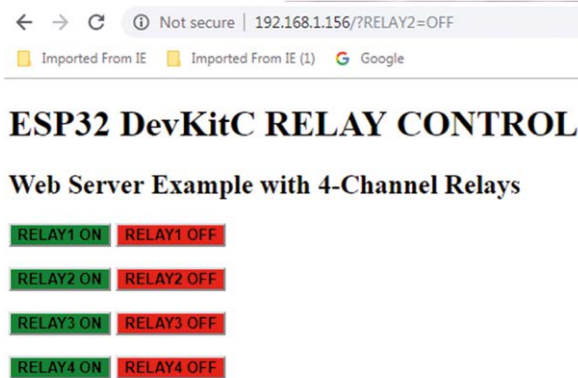 Not secure | 192.168.1.156/?RELAY2=OFF
Imported From IE Imported From IE (1) G Google
ESP32 DevKitC RELAY CONTROL
Web Server Example with 4-Channel Relays
RELAY1 ON RELAY1 OFF
RELAY2 ON RELAY2 OFF
RELAY3 ON RELAY3 OFF
RELAY4 ON RELAY4 OFF